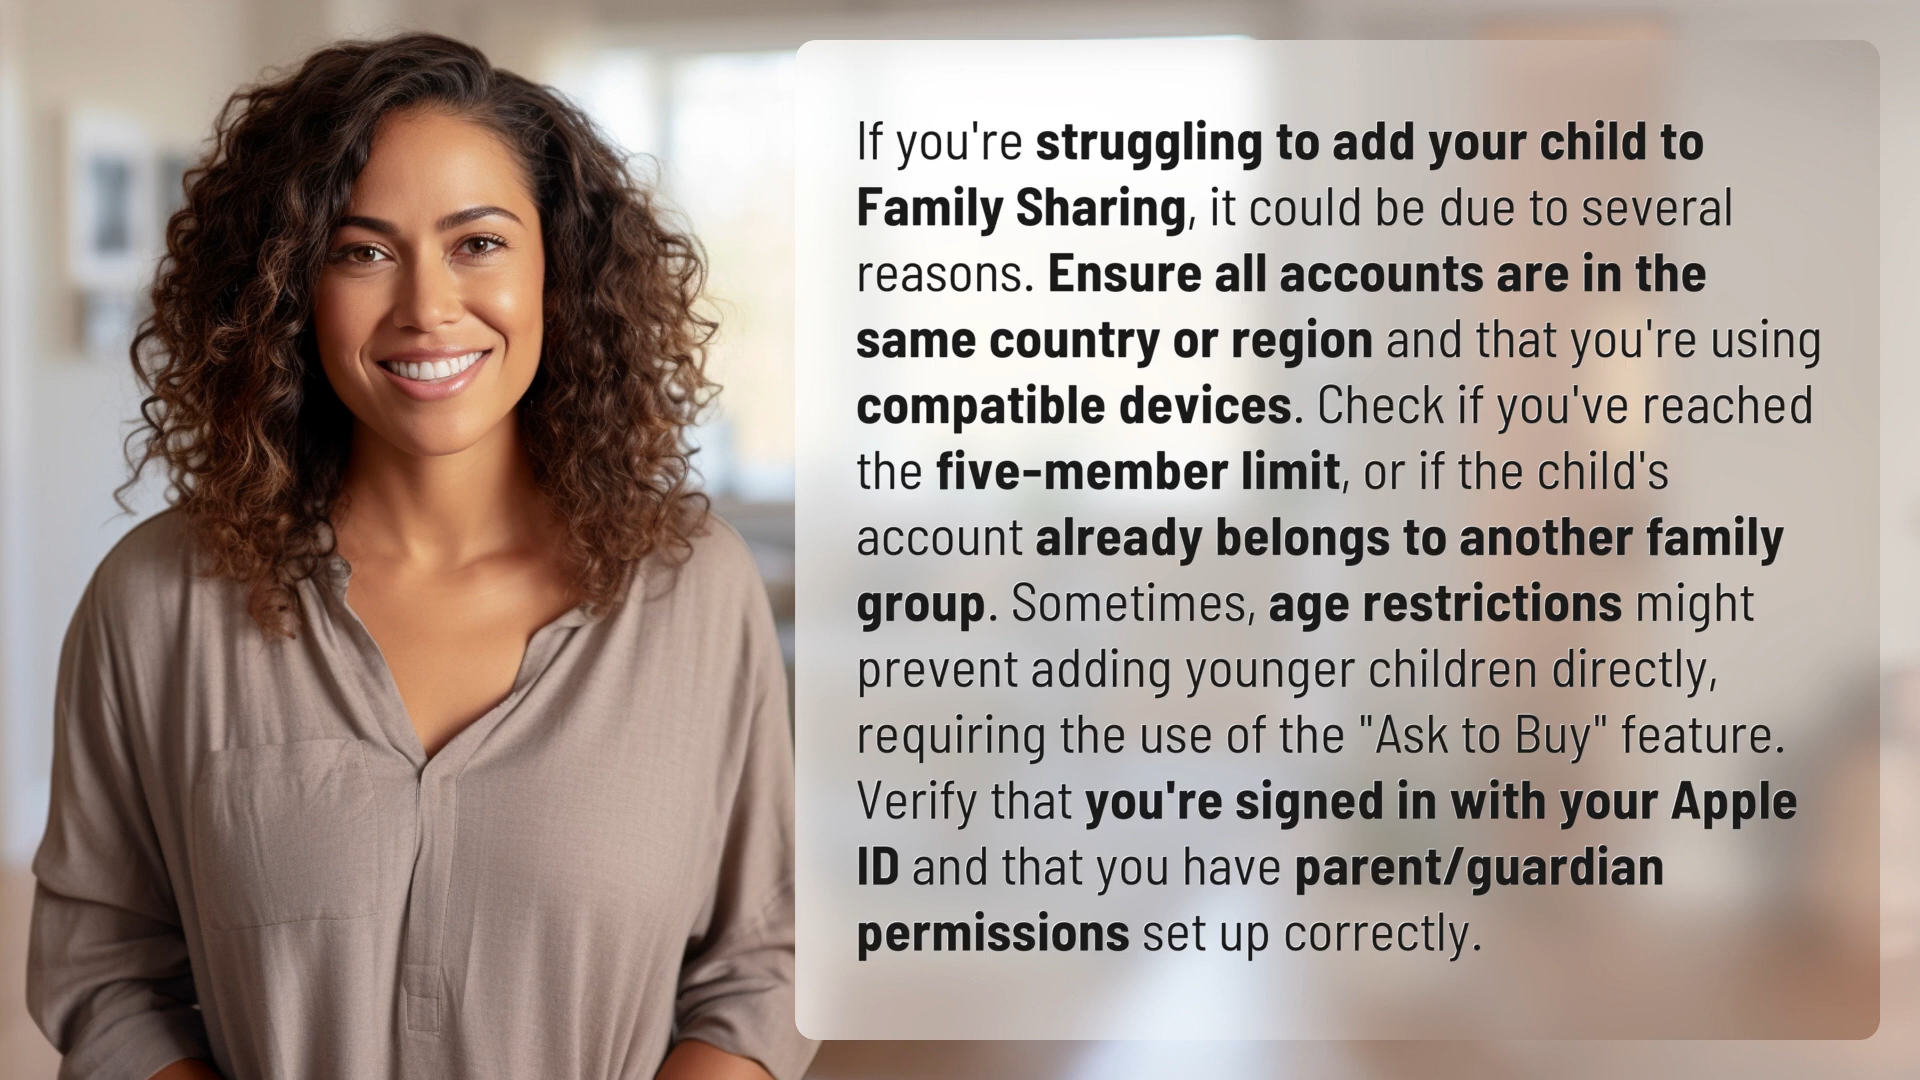 If you're struggling to add your child to
Family Sharing, it could be due to several
reasons. Ensure all accounts are in the
same country or region and that you're using
compatible devices. Check if you've reached
the five-member limit, or if the child's
account already belongs to another family
group. Sometimes, age restrictions might
prevent adding younger children directly,
requiring the use of the "Ask to Buy" feature.
Verify that you're signed in with your Apple
ID and that you have parent/guardian
permissions set up correctly.